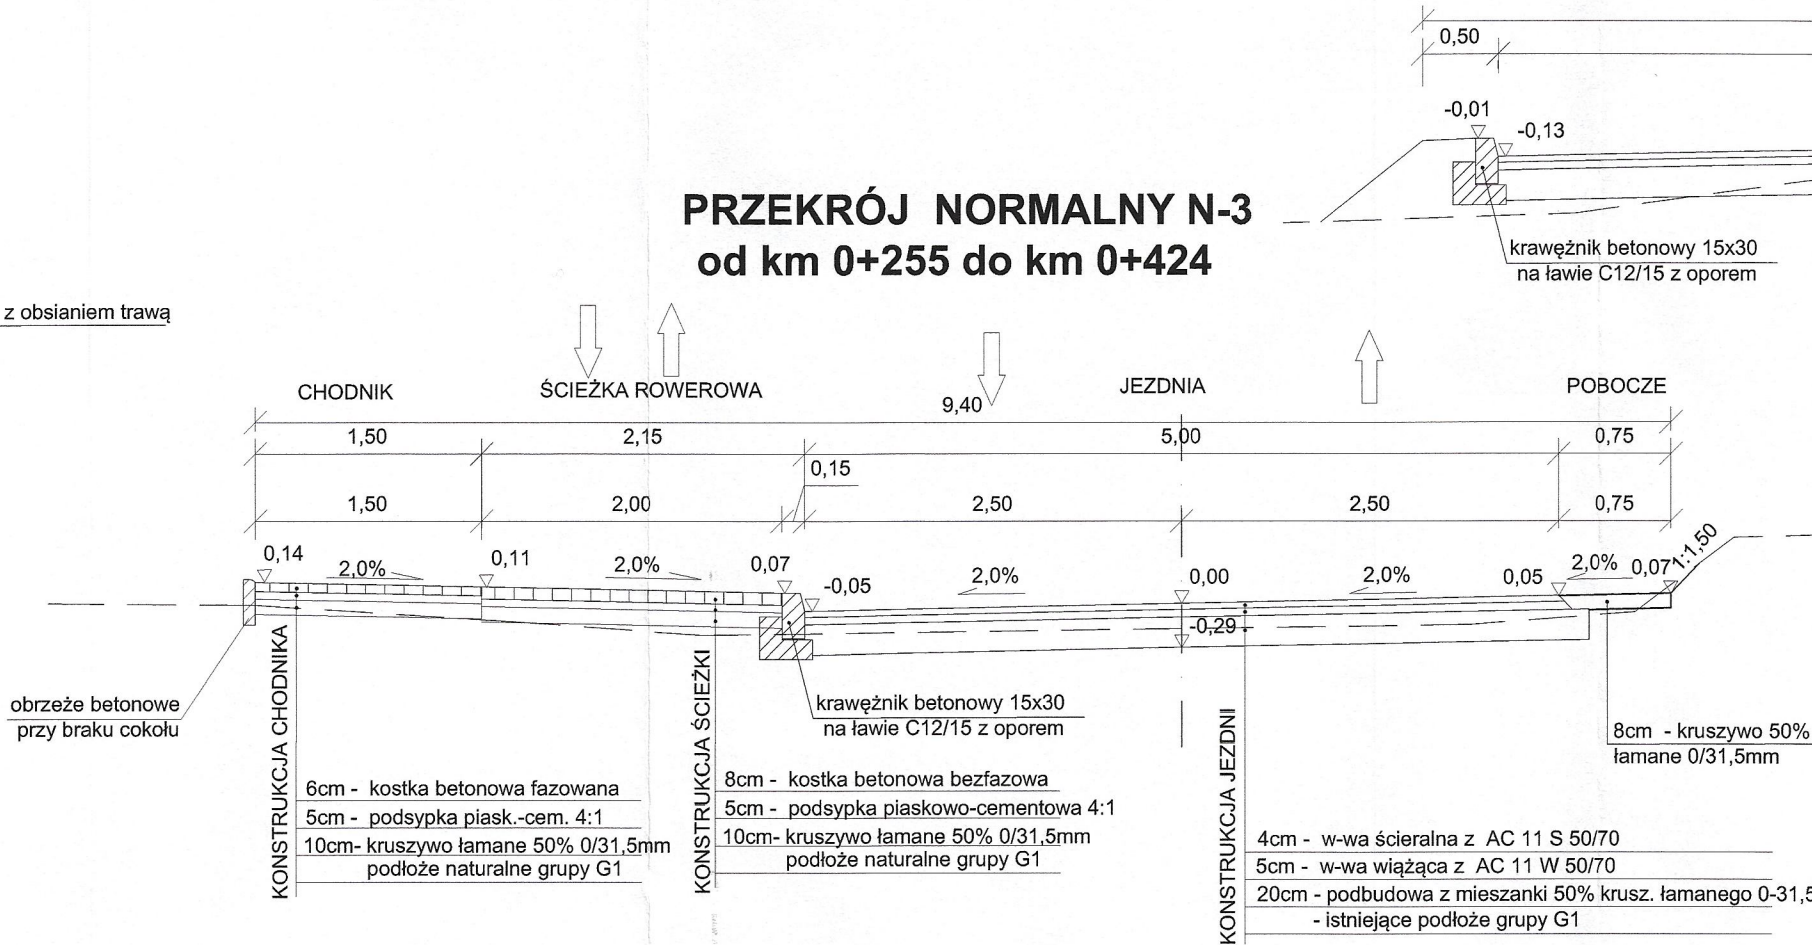 0,50
-0,01
-0,13
PRZEKRÓJ NORMALNY N-3
od km 0+255 do km 0+424
krawężnik betonowy 15x30
na ławie C12/15 z oporem
z obsianiem trawą
CHODNIK
ŚCIEŻKA ROWEROWA
JEZDNIA
POBOCZE
9,40
1,50
2,15
5,00
0,75
0,15
1,50
2,00
2,50
2,50
0,75
0,14
2,0%
0,11
2,0%
0,07
-0,05
2,0%
0,00
2,0%
0,05
2,0%
0,07
1:1,50
-0,29
obrzeże betonowe
przy braku cokołu
krawężnik betonowy 15x30
na ławie C12/15 z oporem
8cm - kruszywo 50%
łamane 0/31,5mm
KONSTRUKCJA CHODNIKA
6cm - kostka betonowa fazowana
5cm - podsypka piask.-cem. 4:1
10cm- kruszywo łamane 50% 0/31,5mm
podłoże naturalne grupy G1
KONSTRUKCJA ŚCIEŻKI
8cm - kostka betonowa bezfazowa
5cm - podsypka piaskowo-cementowa 4:1
10cm- kruszywo łamane 50% 0/31,5mm
podłoże naturalne grupy G1
KONSTRUKCJA JEZDNI
4cm - w-wa ścieralna z AC 11 S 50/70
5cm - w-wa wiążąca z AC 11 W 50/70
20cm - podbudowa z mieszanki 50% krusz. łamanego 0-31,5
- istniejące podłoże grupy G1